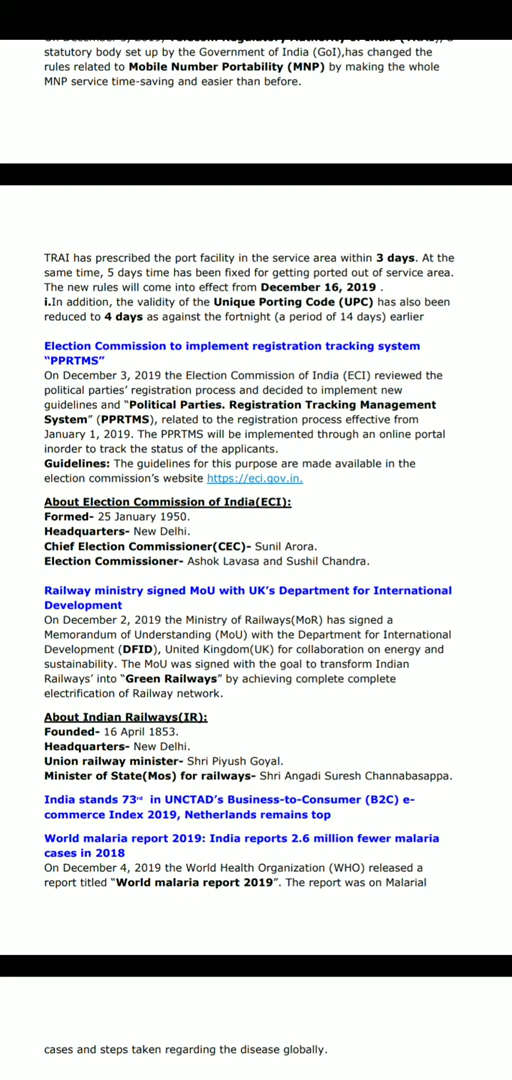 statutory body set up by the Government of India (GoI),has changed the
rules related to Mobile Number Portability (MNP) by making the whole
MNP service time-saving and easier than before.
TRAI has prescribed the port facility in the service area within 3 days. At the
same time, 5 days time has been fixed for getting ported out of service area.
The new rules will come into effect from December 16, 2019 .
i.In addition, the validity of the Unique Porting Code (UPC) has also been
reduced to 4 days as against the fortnight (a period of 14 days) earlier
Election Commission to implement registration tracking system
“PPRTMS”
On December 3, 2019 the Election Commission of India (ECI) reviewed the
political parties’ registration process and decided to implement new
guidelines and “Political Parties. Registration Tracking Management
System” (PPRTMS), related to the registration process effective from
January 1, 2019. The PPRTMS will be implemented through an online portal
inorder to track the status of the applicants.
Guidelines: The guidelines for this purpose are made available in the
election commission’s website https://eci.gov.in.
About Election Commission of India(ECI):
Formed- 25 January 1950.
Headquarters- New Delhi.
Chief Election Commissioner(CEC)- Sunil Arora.
Election Commissioner- Ashok Lavasa and Sushil Chandra.
Railway ministry signed MoU with UK’s Department for International
Development
On December 2, 2019 the Ministry of Railways(MoR) has signed a
Memorandum of Understanding (MoU) with the Department for International
Development (DFID), United Kingdom(UK) for collaboration on energy and
sustainability. The MoU was signed with the goal to transform Indian
Railways’ into “Green Railways” by achieving complete complete
electrification of Railway network.
About Indian Railways(IR):
Founded- 16 April 1853.
Headquarters- New Delhi.
Union railway minister- Shri Piyush Goyal.
Minister of State(Mos) for railways- Shri Angadi Suresh Channabasappa.
India stands 73rd in UNCTAD’s Business-to-Consumer (B2C) e-
commerce Index 2019, Netherlands remains top
World malaria report 2019: India reports 2.6 million fewer malaria
cases in 2018
On December 4, 2019 the World Health Organization (WHO) released a
report titled “World malaria report 2019”. The report was on Malarial
cases and steps taken regarding the disease globally.